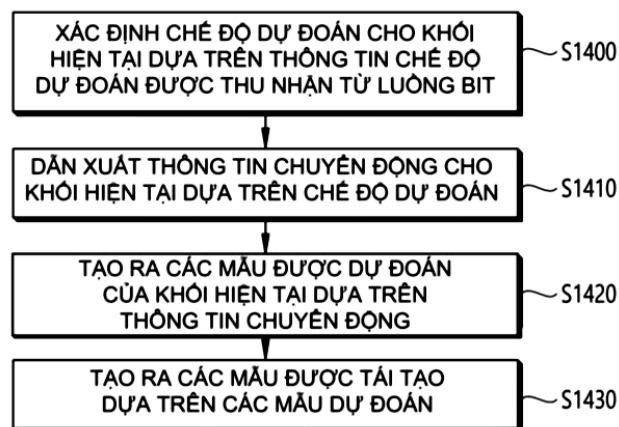 XÁC ĐỊNH CHẾ ĐỘ DỰ ĐOÁN CHO KHỐI
HIỆN TẠI DỰA TRÊN THÔNG TIN CHẾ ĐỘ
DỰ ĐOÁN ĐƯỢC THU NHẬN TỪ LUỒNG BIT
S1400
DẪN XUẤT THÔNG TIN CHUYỂN ĐỘNG CHO
KHỐI HIỆN TẠI DỰA TRÊN CHẾ ĐỘ DỰ ĐOÁN
S1410
TẠO RA CÁC MẪU ĐƯỢC DỰ ĐOÁN
CỦA KHỐI HIỆN TẠI DỰA TRÊN
THÔNG TIN CHUYỂN ĐỘNG
S1420
TẠO RA CÁC MẪU ĐƯỢC TÁI TẠO
DỰA TRÊN CÁC MẪU DỰ ĐOÁN
S1430